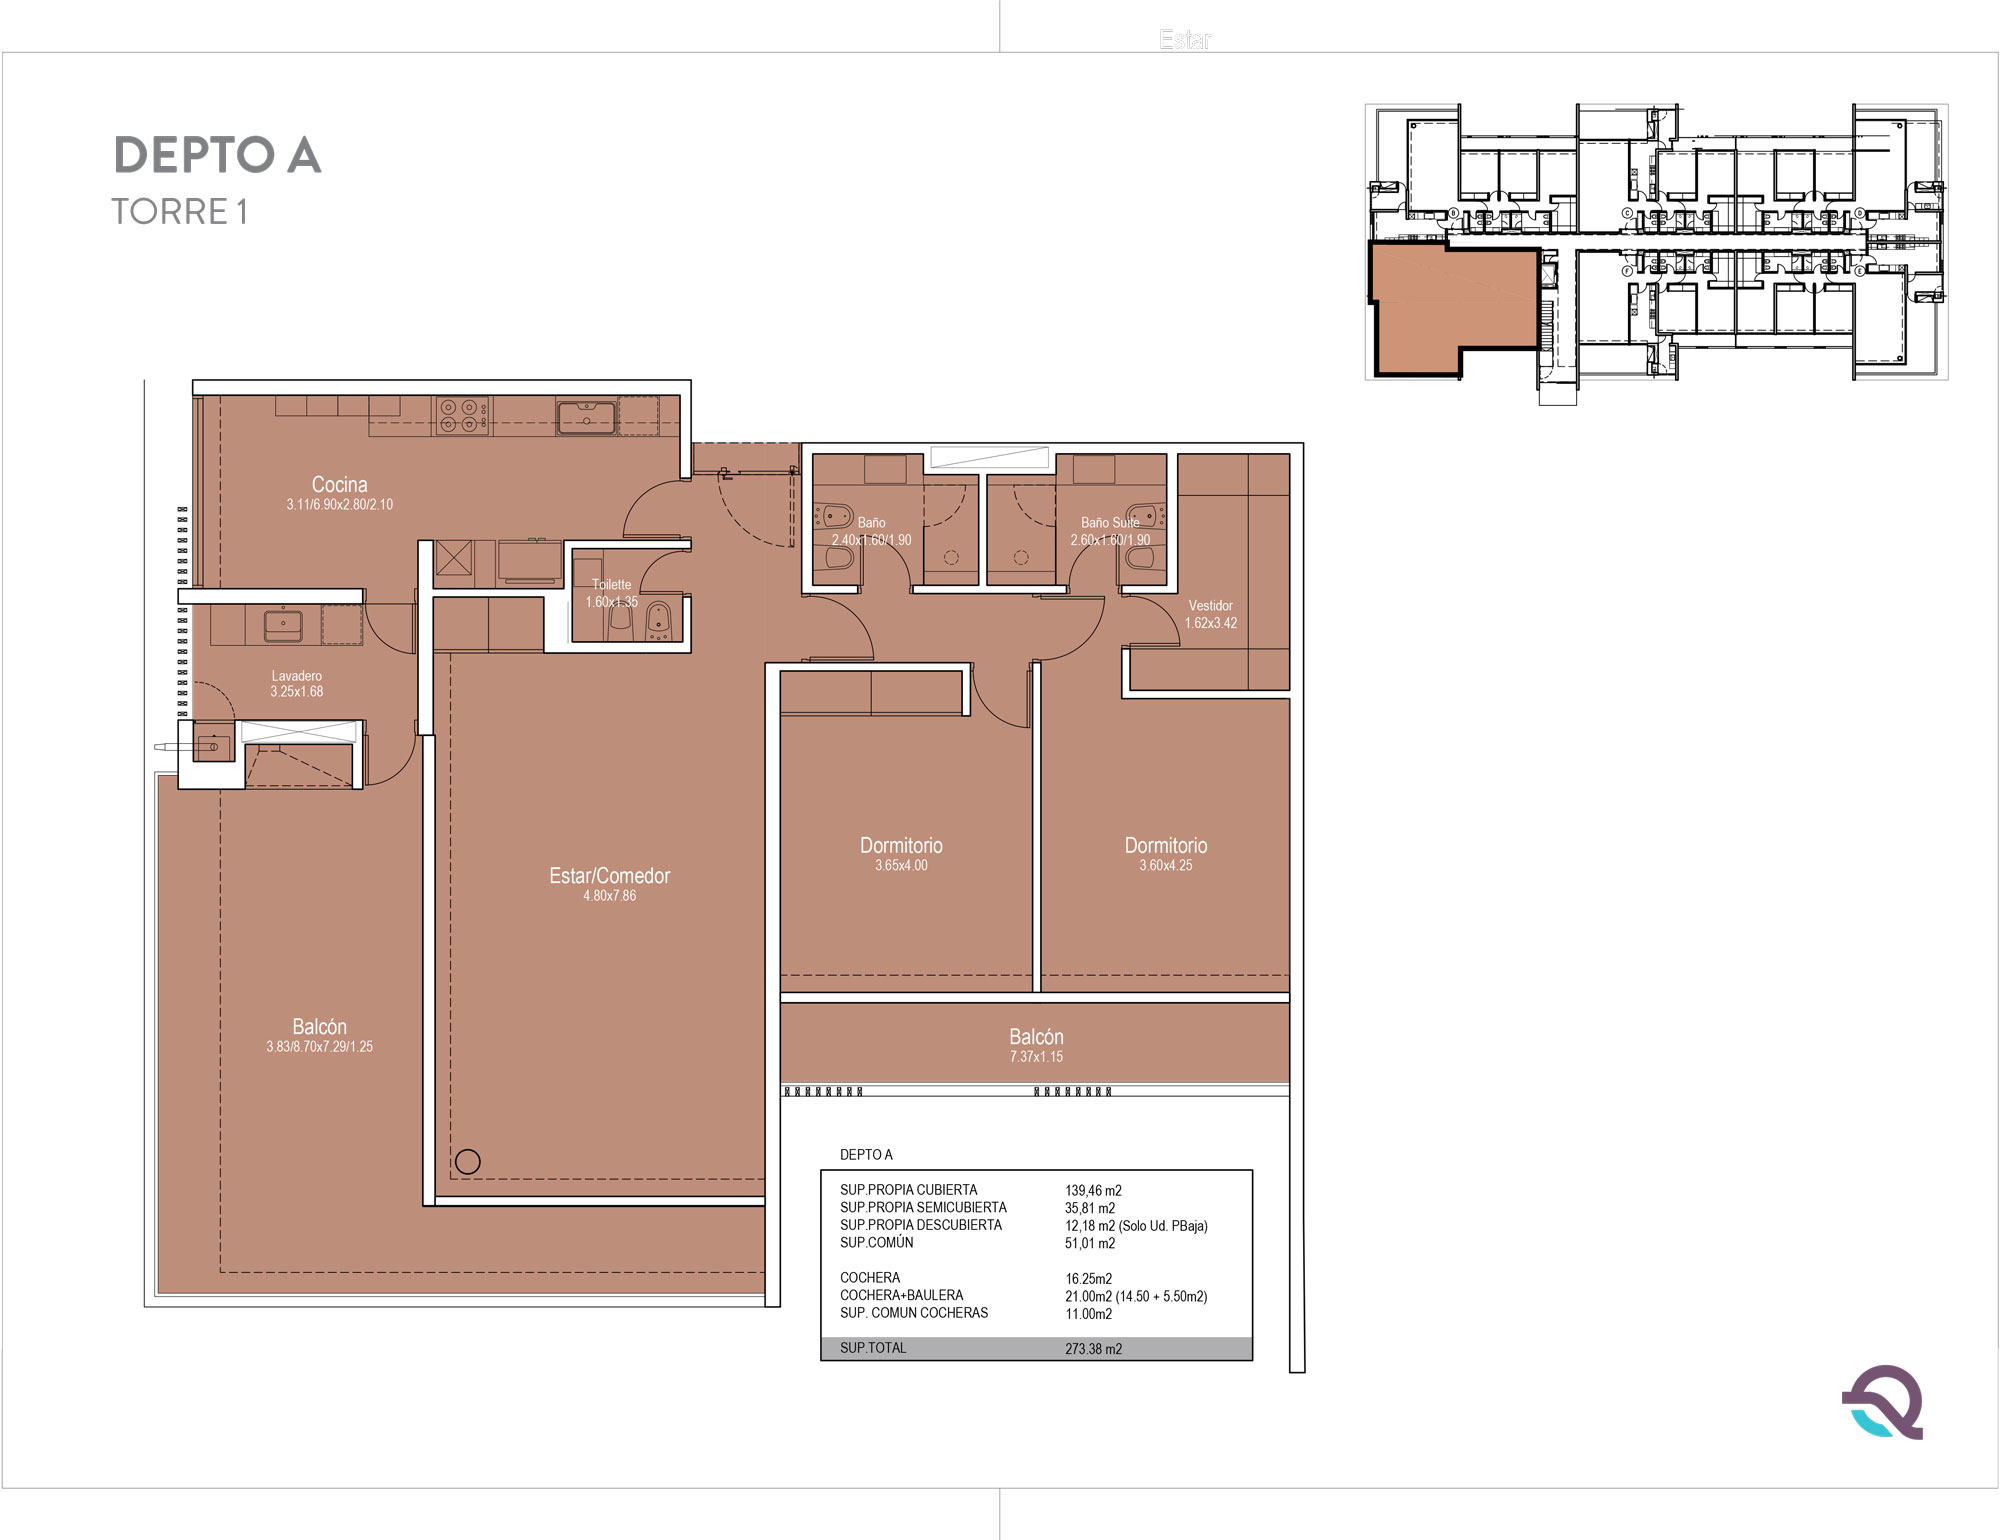 Estar
DEPTO A
TORRE 1
B
C
D
F
E
Cocina
3.11/6.90x2.80/2.10
Baño
2.40x1.60/1.90
Baño Suite
2.60x1.60/1.90
Toilette
1.60x1.35
Vestidor
1.62x3.42
Lavadero
3.25x1.68
Dormitorio
3.65x4.00
Dormitorio
3.60x4.25
Estar/Comedor
4.80x7.86
Balcón
3.83/8.70x7.29/1.25
Balcón
7.37x1.15
DEPTO A
SUP.PROPIA CUBIERTA 139,46 m2
SUP.PROPIA SEMICUBIERTA 35,81 m2
SUP.PROPIA DESCUBIERTA 12,18 m2 (Solo Ud. PBaja)
SUP.COMÚN 51,01 m2
COCHERA 16.25m2
COCHERA+BAULERA 21.00m2 (14.50 + 5.50m2)
SUP. COMUN COCHERAS 11.00m2
SUP.TOTAL 273.38 m2